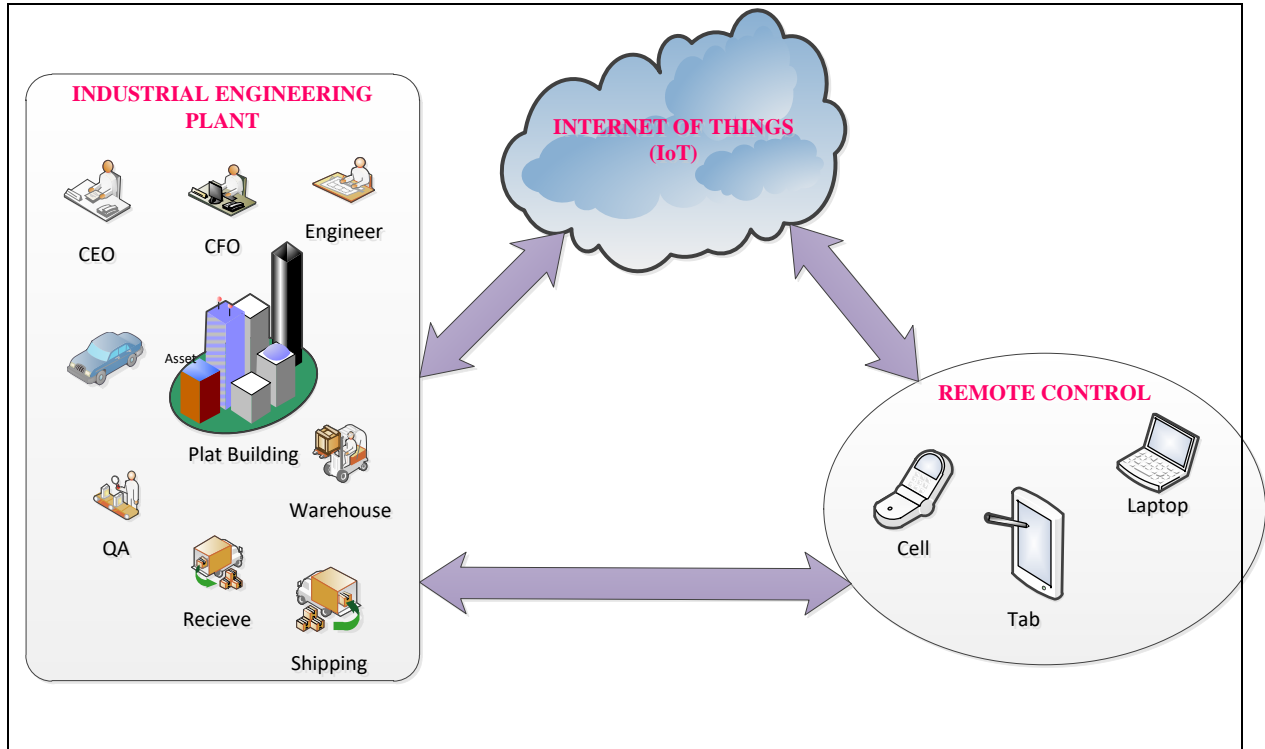 INDUSTRIAL ENGINEERING
PLANT
CEO
CFO
Engineer
Asset
Plat Building
Warehouse
QA
Recieve
Shipping
INTERNET OF THINGS
(IoT)
REMOTE CONTROL
Cell
Tab
Laptop